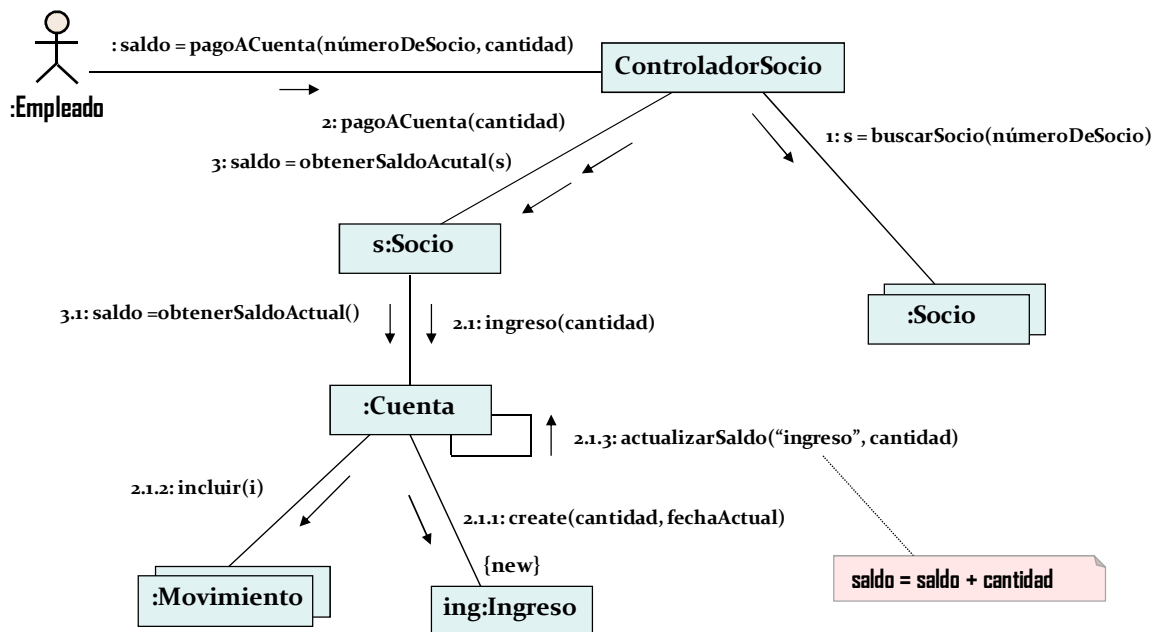 : saldo = pagoACuenta(númeroDeSocio, cantidad)
ControladorSocio
:Empleado
2: pagoACuenta(cantidad)
1: s = buscarSocio(númeroDeSocio)
3: saldo = obtenerSaldoAcutal(s)
s:Socio
:Socio
3.1: saldo =obtenerSaldoActual()
2.1: ingreso(cantidad)
:Cuenta
2.1.3: actualizarSaldo(“ingreso”, cantidad)
2.1.2: incluir(i)
2.1.1: create(cantidad, fechaActual)
{new}
saldo = saldo + cantidad
:Movimiento
ing:Ingreso